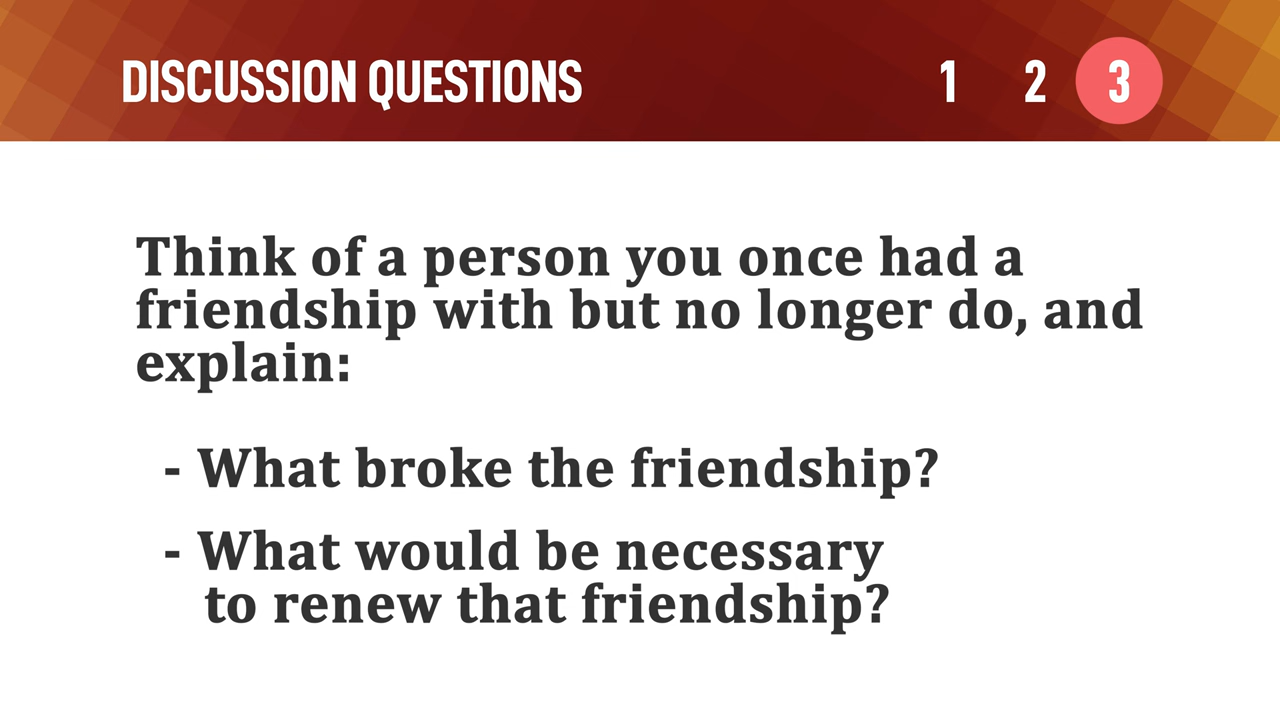 DISCUSSION QUESTIONS 1 2 3
Think of a person you once had a
friendship with but no longer do, and
explain:
- What broke the friendship?
- What would be necessary
to renew that friendship?